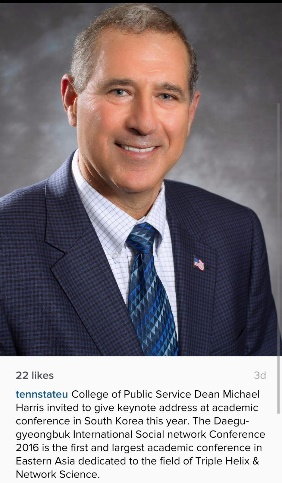 22 likes 3d
tennstateu College of Public Service Dean Michael
Harris invited to give keynote address at academic
conference in South Korea this year. The Daegu-
gyeongbuk International Social network Conference
2016 is the first and largest academic conference in
Eastern Asia dedicated to the field of Triple Helix &
Network Science.